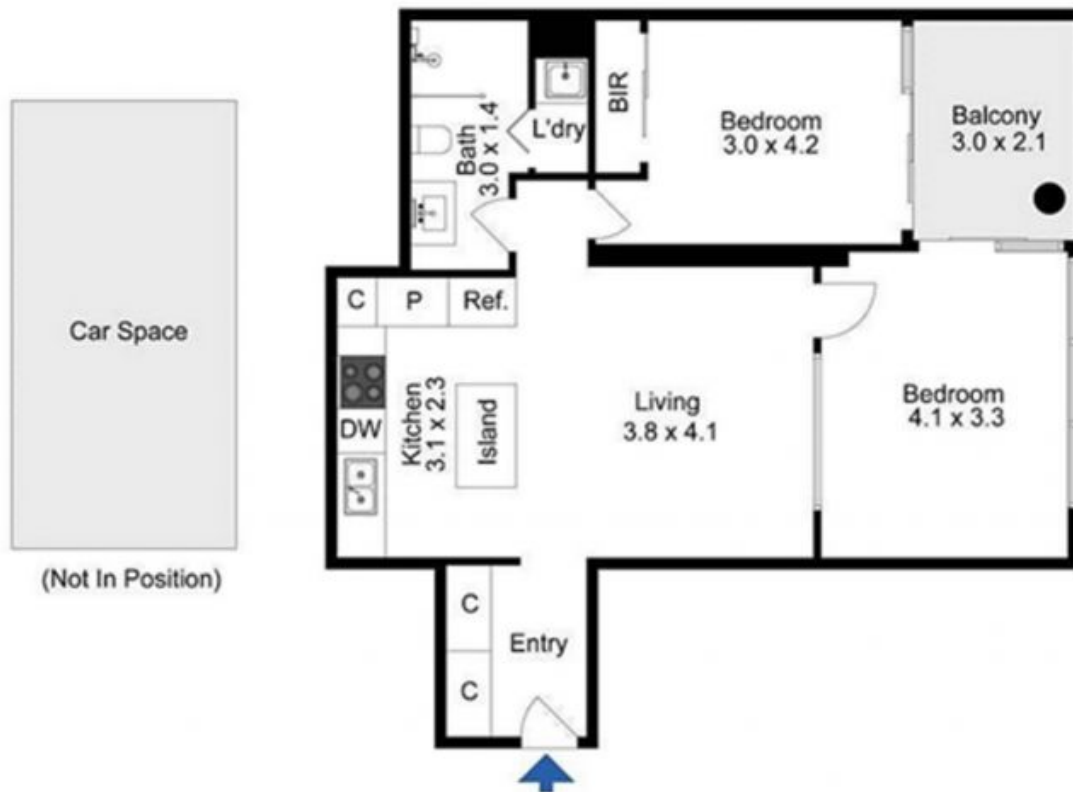 Car Space
(Not In Position)
Bath
3.0 x 1.4
L'dry
BIR
Bedroom
3.0 x 4.2
Balcony
3.0 x 2.1
C
P
Ref.
DW
Kitchen
3.1 x 2.3
Island
Living
3.8 x 4.1
Bedroom
4.1 x 3.3
C
Entry
C